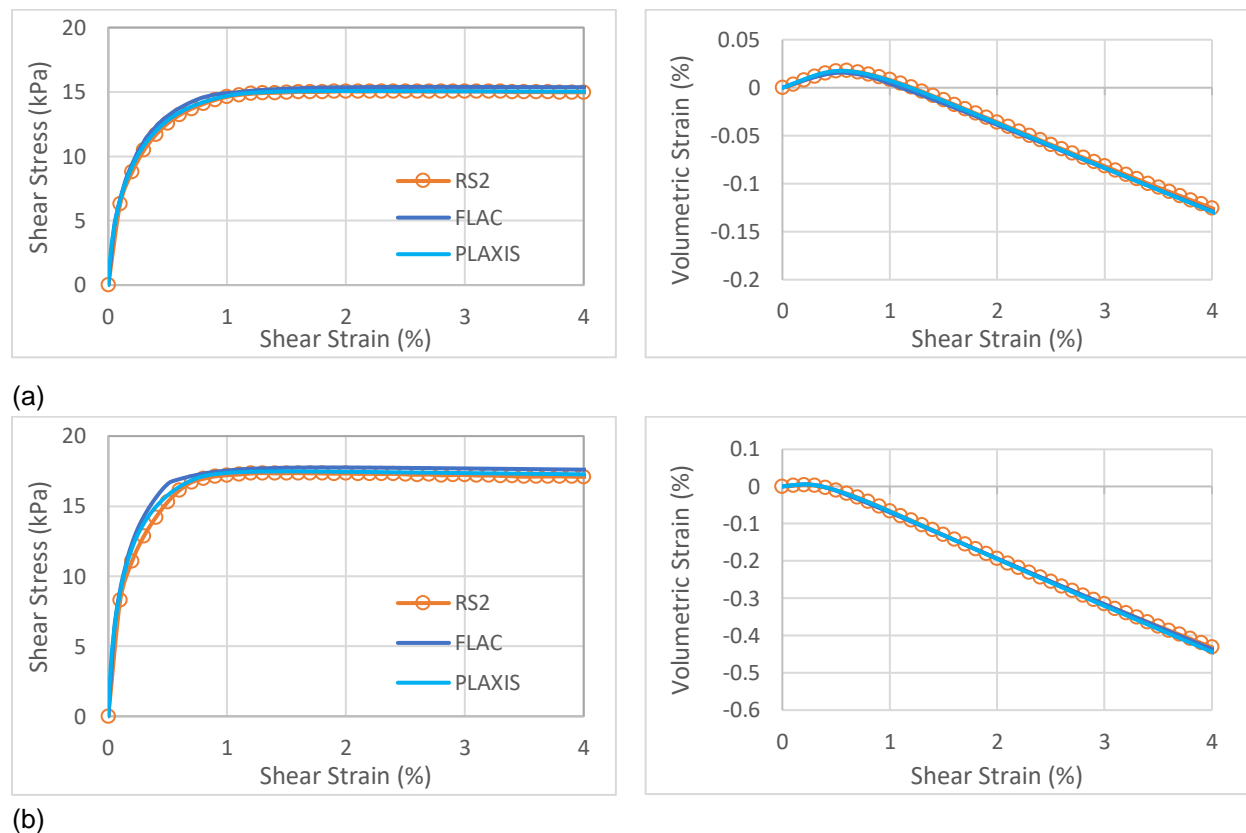 20
15
10
5
0
0 1 2 3 4
Shear Stress (kPa)
Shear Strain (%)
RS2
FLAC
PLAXIS
0.05
0
-0.05
-0.1
-0.15
-0.2
0 1 2 3 4
Volumetric Strain (%)
Shear Strain (%)
(a)
20
15
10
5
0
0 1 2 3 4
Shear Stress (kPa)
Shear Strain (%)
RS2
FLAC
PLAXIS
0.1
0
-0.1
-0.2
-0.3
-0.4
-0.5
-0.6
0 1 2 3 4
Volumetric Strain (%)
Shear Strain (%)
(b)